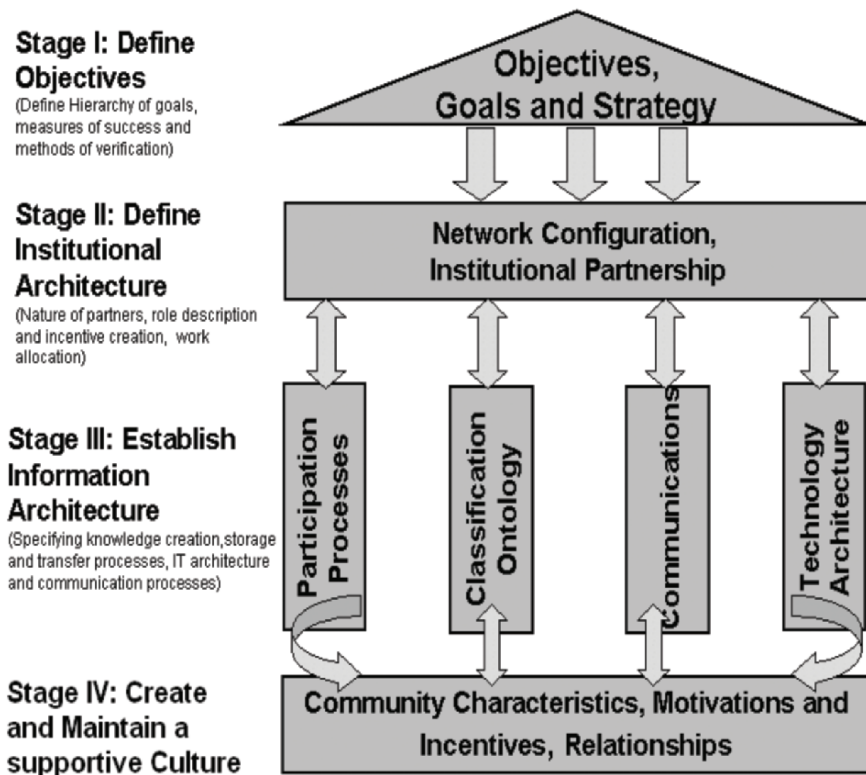 Stage I: Define
Objectives
(Define Hierarchy of goals,
measures of success and
methods of verification)
Objectives,
Goals and Strategy
Stage II: Define
Institutional
Architecture
(Nature of partners, role description
and incentive creation, work
allocation)
Network Configuration,
Institutional Partnership
Stage III: Establish
Information
Architecture
(Specifying knowledge creation,storage
and transfer processes, IT architecture
and communication processes)
Participation
Processes
Classification
Ontology
Communications
Technology
Architecture
Stage IV: Create
and Maintain a
supportive Culture
Community Characteristics, Motivations and
Incentives, Relationships